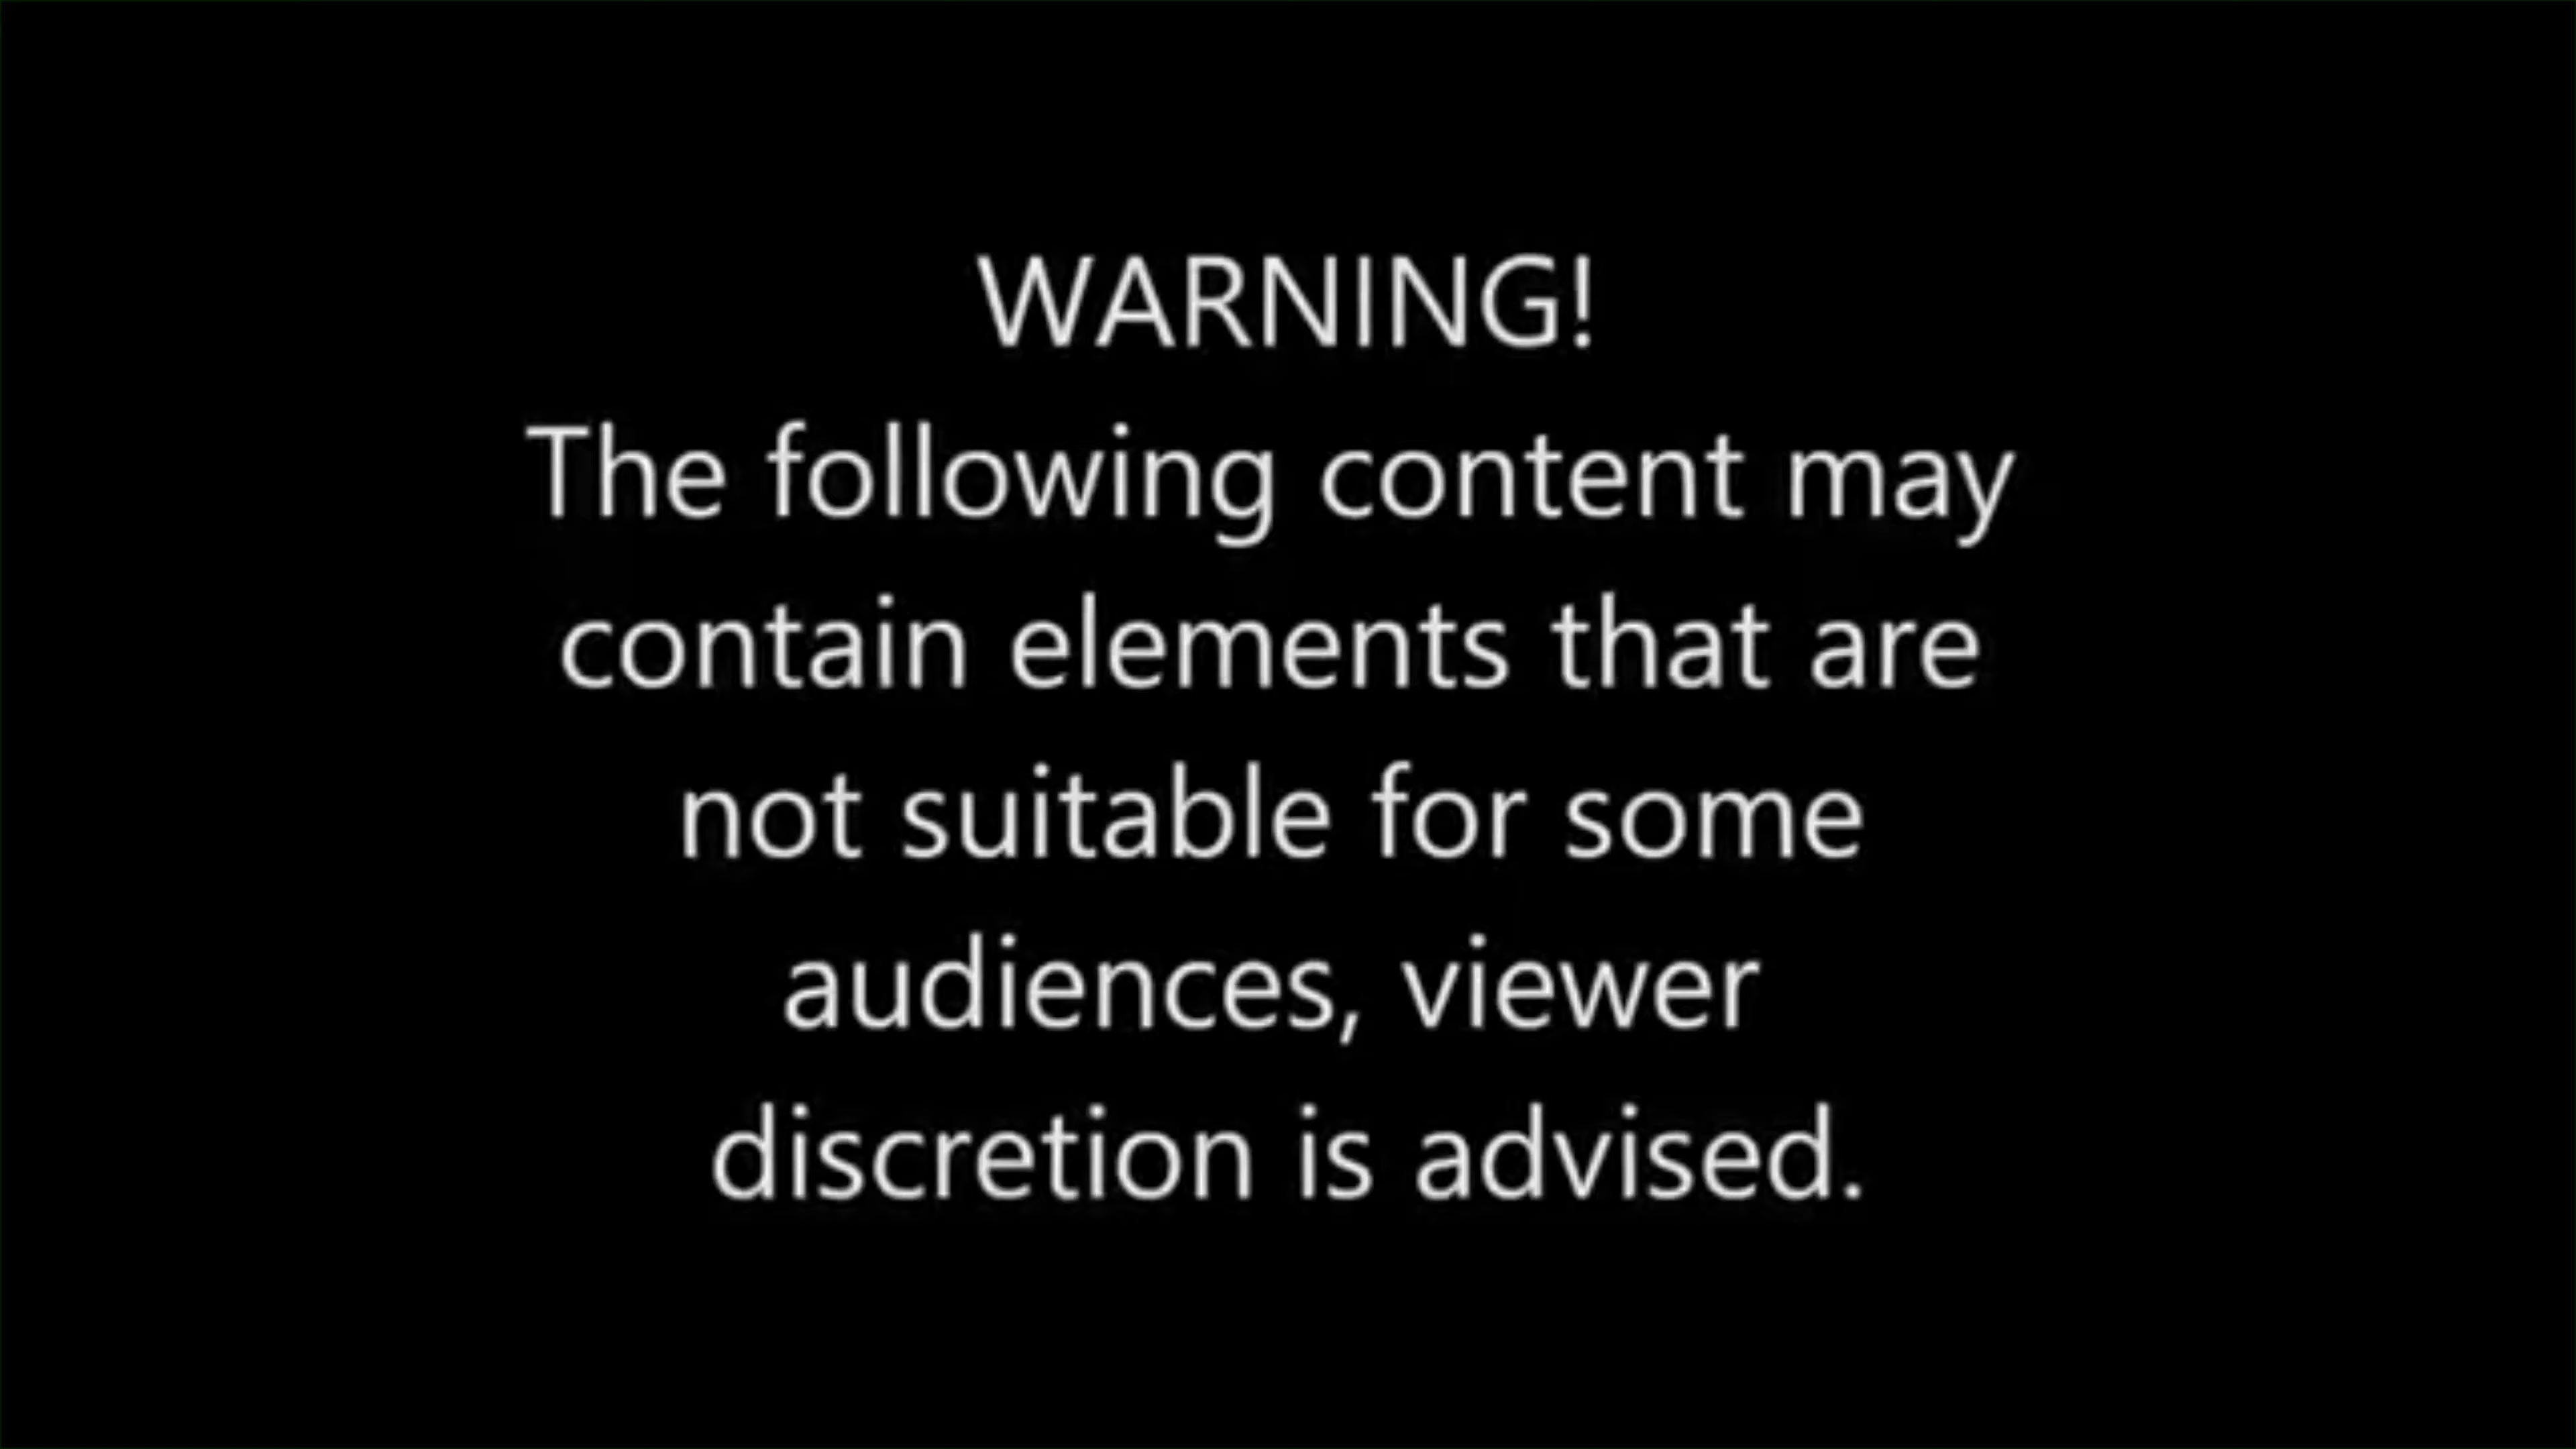 WARNING!
The following content may
contain elements that are
not suitable for some
audiences, viewer
discretion is advised.